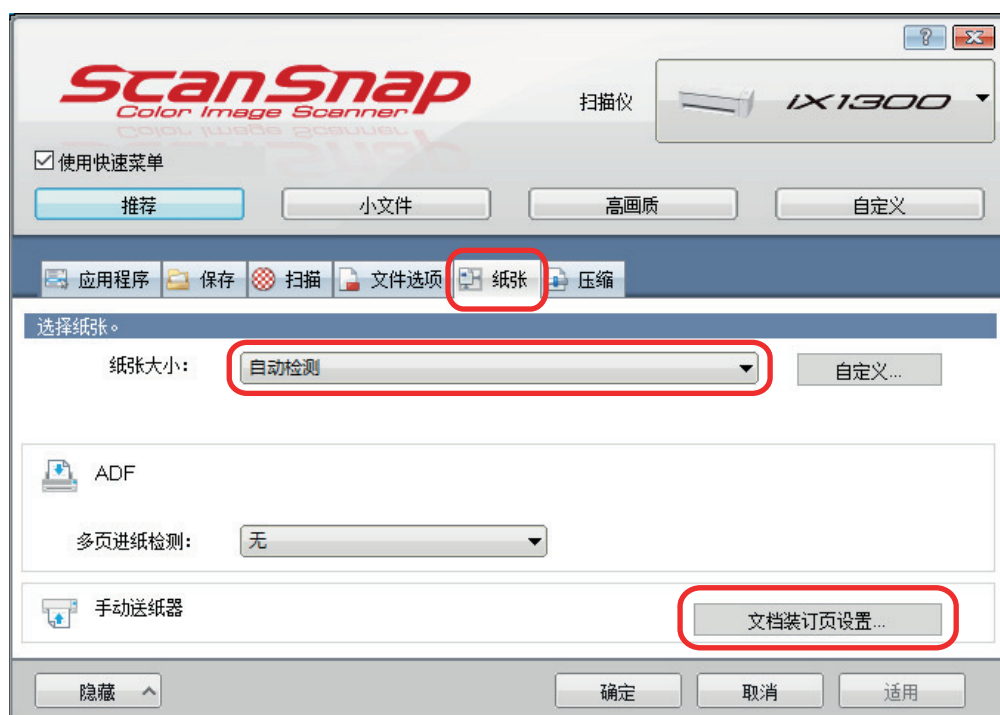 ScanSnap
Color Image Scanner
扫描仪
iX1300
使用快速菜单
推荐 小文件 高画质 自定义
应用程序 保存 扫描 文件选项 纸张 压缩
选择纸张。
纸张大小: 自动检测 自定义...
ADF
多页进纸检测: 无
手动送纸器
文档装订页设置...
隐藏 确定 取消 适用